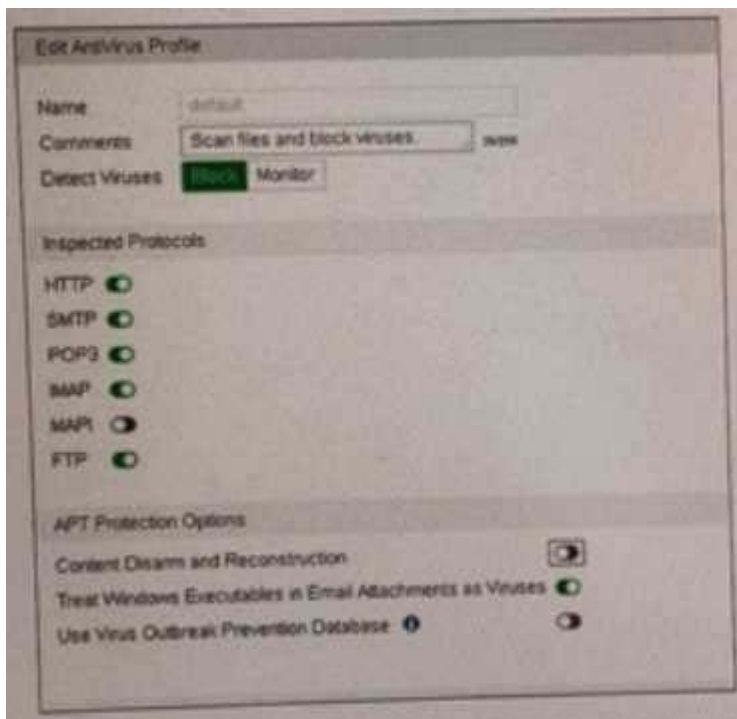 Edit AntiVirus Profile
Name default
Comments Scan files and block viruses.
Detect Viruses Block Monitor
Inspected Protocols
HTTP
SMTP
POP3
IMAP
MAPI
FTP
APT Protection Options
Content Disarm and Reconstruction
Treat Windows Executables in Email Attachments as Viruses
Use Virus Outbreak Prevention Database